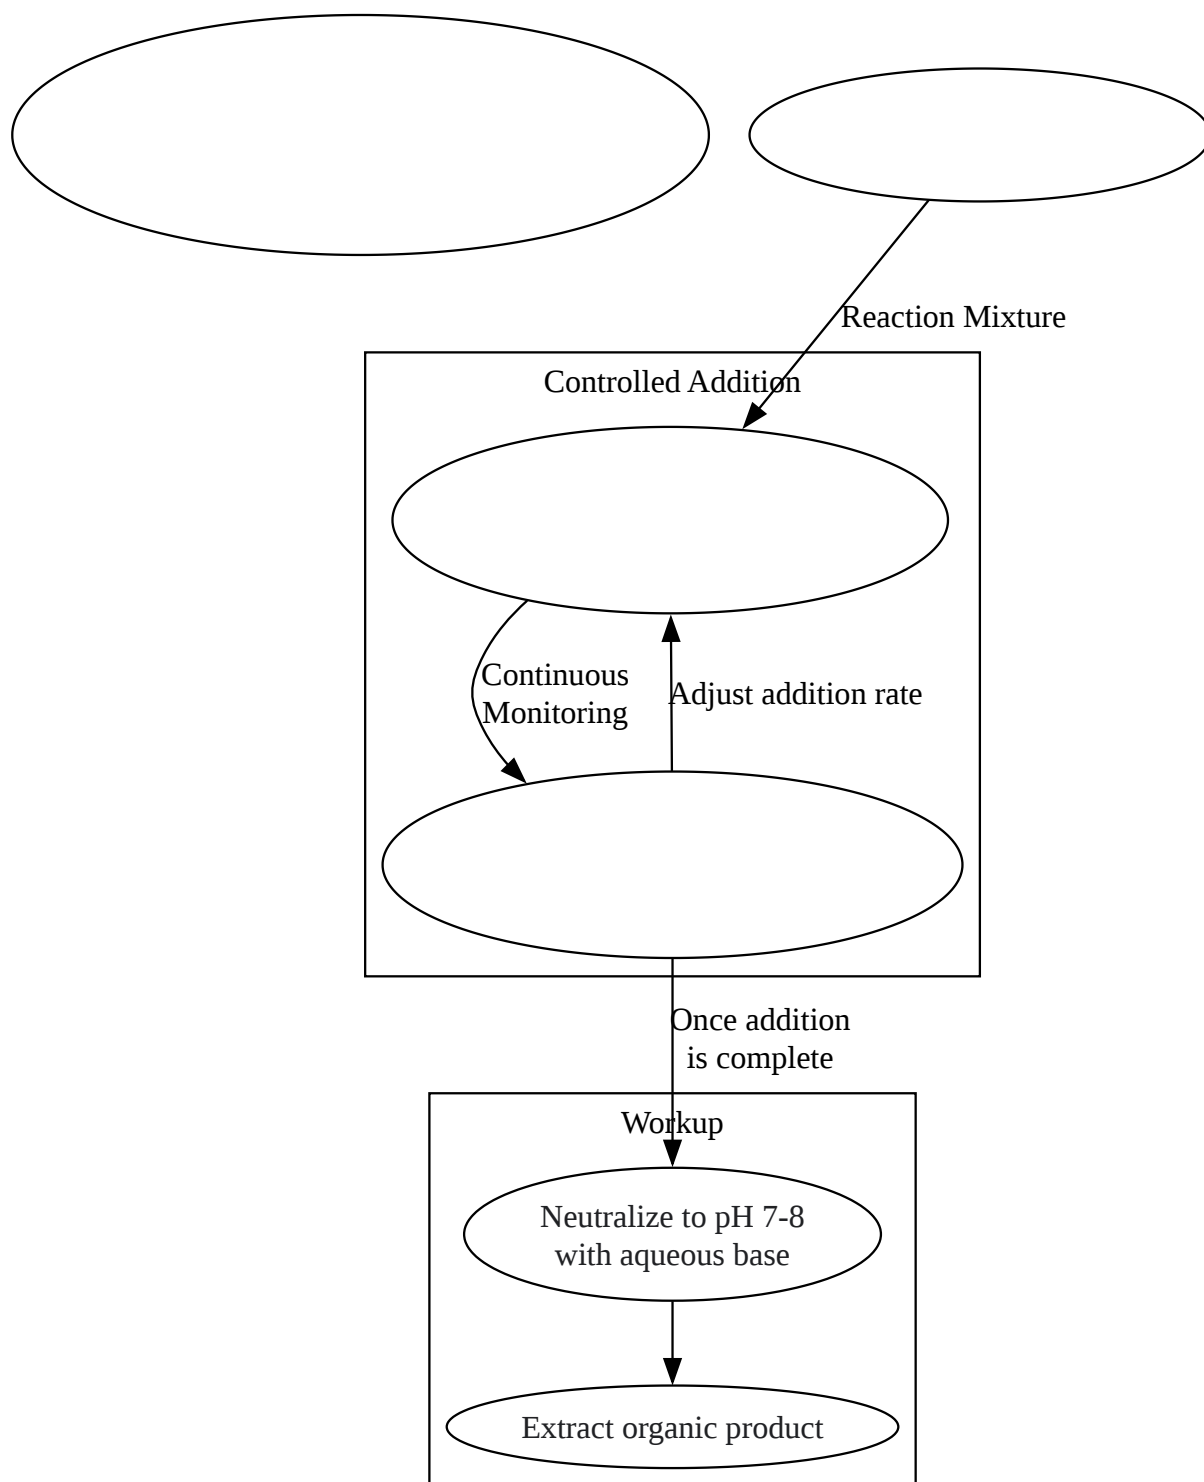 Reaction Mixture
Controlled Addition
Continuous
Monitoring
Adjust addition rate
Once addition
is complete
Workup
Neutralize to pH 7-8
with aqueous base
Extract organic product